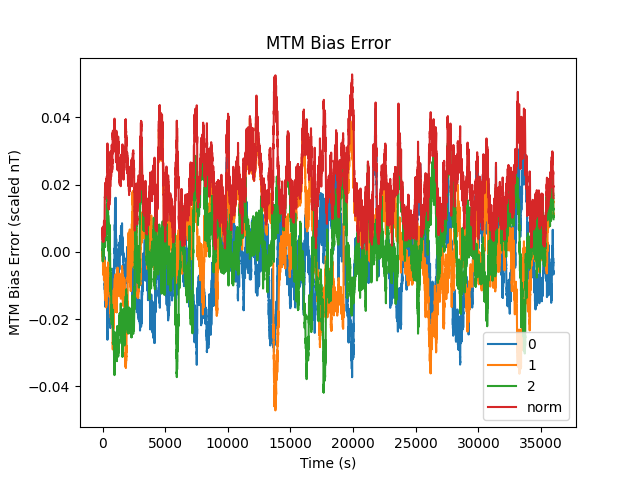 MTM Bias Error
MTM Bias Error (scaled nT)
0.04
0.02
0.00
−0.02
−0.04
0
1
2
norm
0 5000 10000 15000 20000 25000 30000 35000
Time (s)